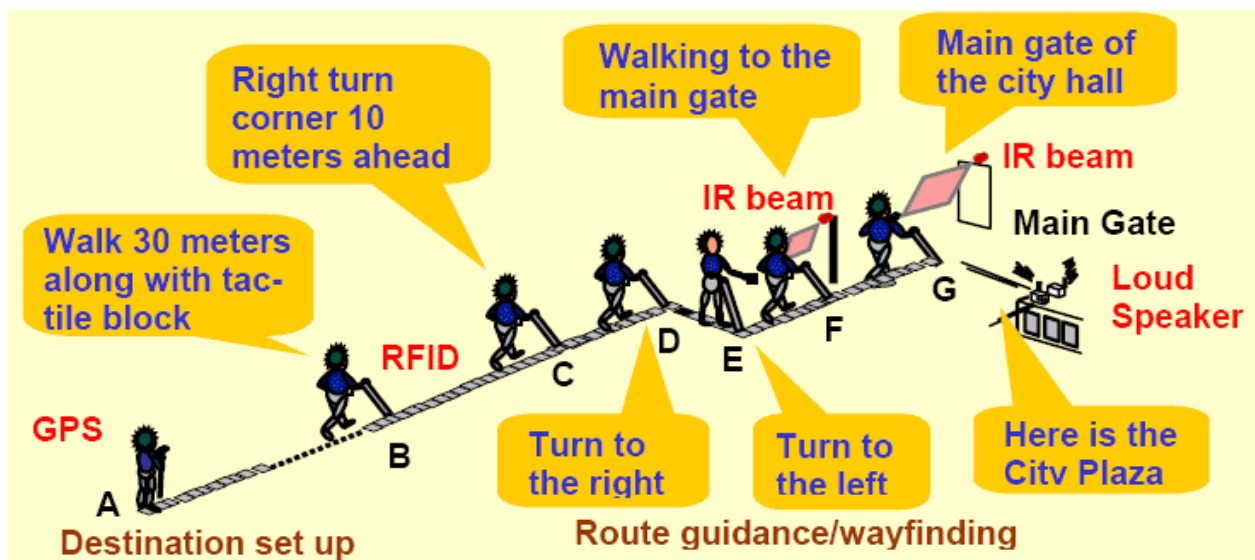 Right turn
corner 10
meters ahead
Walking to the
main gate
Main gate of
the city hall
IR beam
IR beam
Main Gate
Walk 30 meters
along with tac-
tile block
RFID
Loud
Speaker
GPS
A
B
C
D
E
F
G
Turn to
the right
Turn to
the left
Here is the
City Plaza
Destination set up
Route guidance/wayfinding